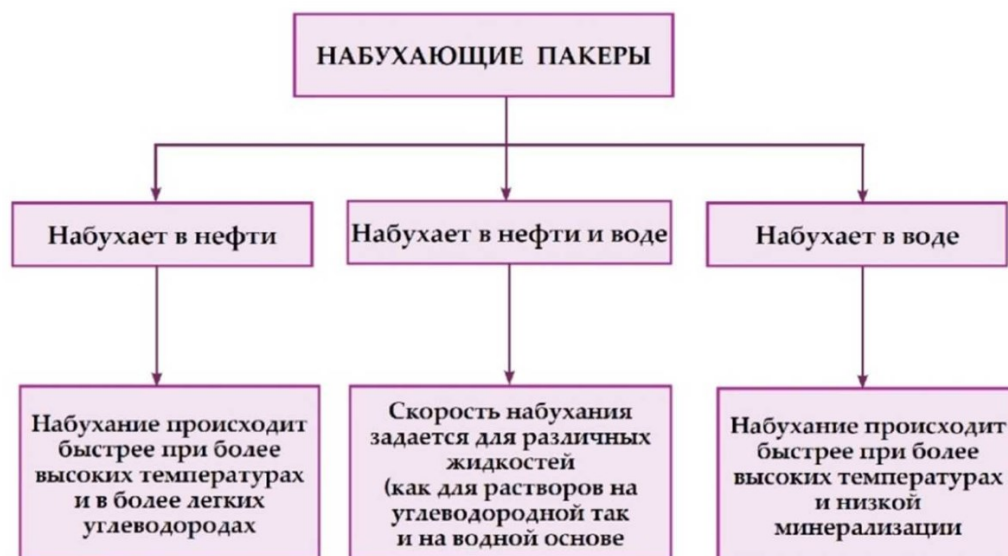 НАБУХАЮЩИЕ ПАКЕРЫ
Набухает в нефти
Набухает в нефти и воде
Набухает в воде
Набухание происходит
быстрее при более
высоких температурах
и в более легких
углеводородах
Скорость набухания
задается для различных
жидкостей
(как для растворов на
углеводородной так
и на водной основе
Набухание происходит
быстрее при более
высоких температурах
и низкой
минерализации